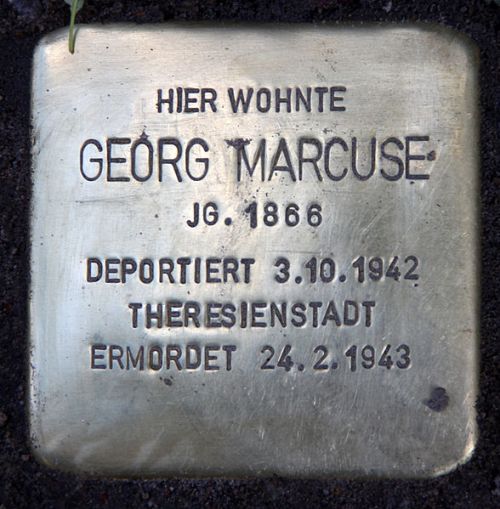 HIER WOHNTE
GEORG MARCUSE
JG. 1866
DEPORTIERT 3.10.1942
THERESIENSTADT
ERMORDET 24.2.1943